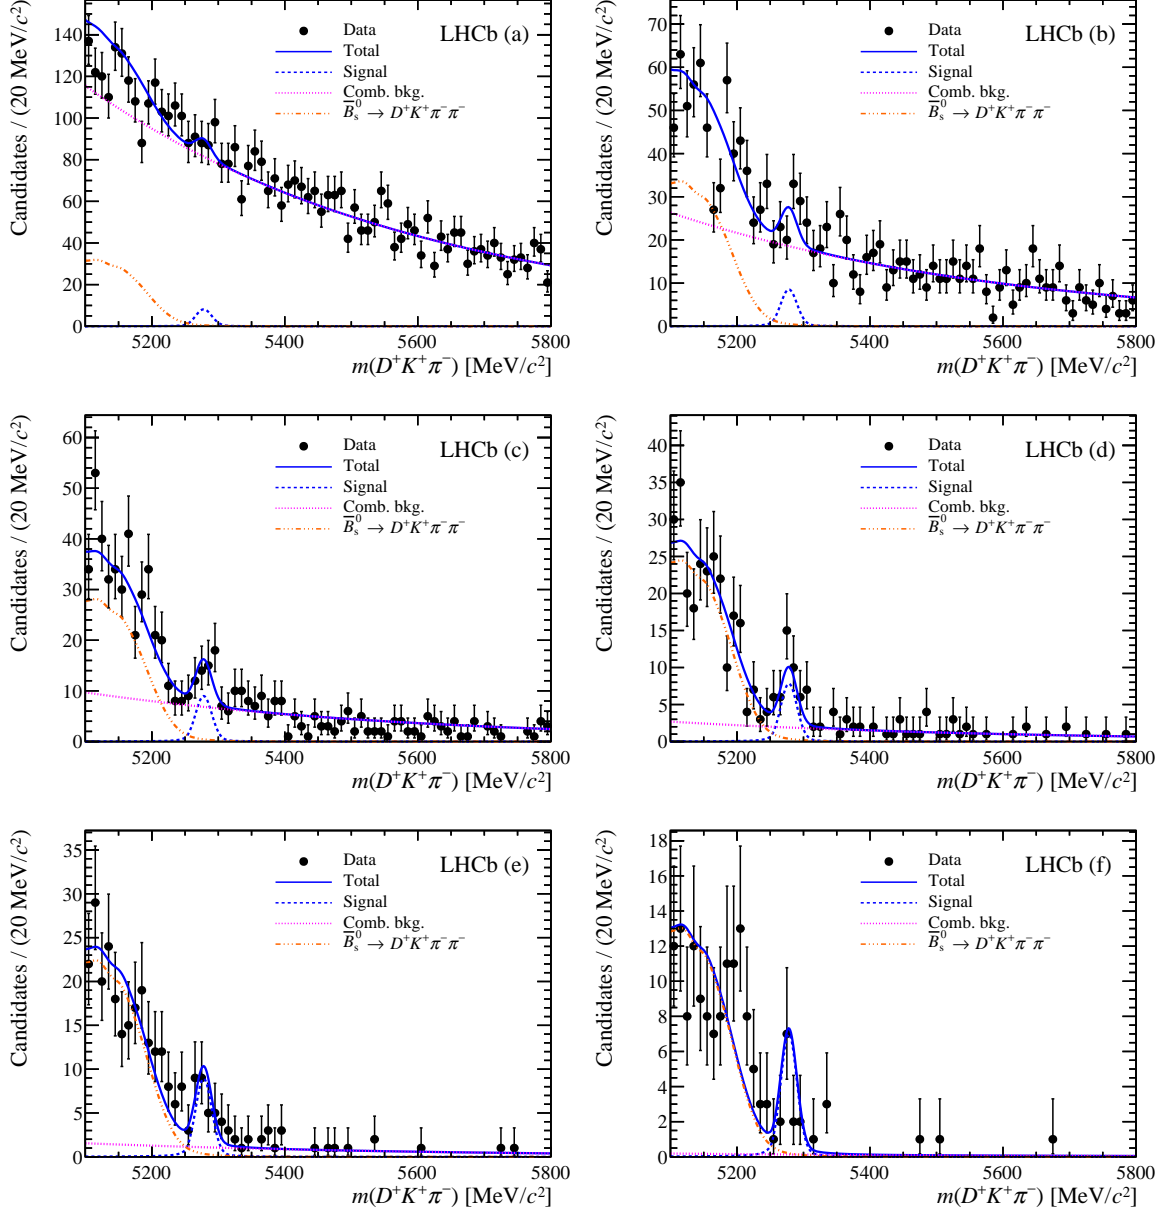 Candidates / (20 MeV/c²)
140
120
100
80
60
40
20
0
LHCb (a)
Data
Total
Signal
Comb. bkg.
B̅⁰ₛ → D⁺K⁺π⁻π⁻
5200
5400
5600
5800
m(D⁺K⁺π⁻) [MeV/c²]
Candidates / (20 MeV/c²)
70
60
50
40
30
20
10
0
LHCb (b)
Data
Total
Signal
Comb. bkg.
B̅⁰ₛ → D⁺K⁺π⁻π⁻
5200
5400
5600
5800
m(D⁺K⁺π⁻) [MeV/c²]
Candidates / (20 MeV/c²)
60
50
40
30
20
10
0
LHCb (c)
Data
Total
Signal
Comb. bkg.
B̅⁰ₛ → D⁺K⁺π⁻π⁻
5200
5400
5600
5800
m(D⁺K⁺π⁻) [MeV/c²]
Candidates / (20 MeV/c²)
40
35
30
25
20
15
10
5
0
LHCb (d)
Data
Total
Signal
Comb. bkg.
B̅⁰ₛ → D⁺K⁺π⁻π⁻
5200
5400
5600
5800
m(D⁺K⁺π⁻) [MeV/c²]
Candidates / (20 MeV/c²)
35
30
25
20
15
10
5
0
LHCb (e)
Data
Total
Signal
Comb. bkg.
B̅⁰ₛ → D⁺K⁺π⁻π⁻
5200
5400
5600
5800
m(D⁺K⁺π⁻) [MeV/c²]
Candidates / (20 MeV/c²)
18
16
14
12
10
8
6
4
2
0
LHCb (f)
Data
Total
Signal
Comb. bkg.
B̅⁰ₛ → D⁺K⁺π⁻π⁻
5200
5400
5600
5800
m(D⁺K⁺π⁻) [MeV/c²]